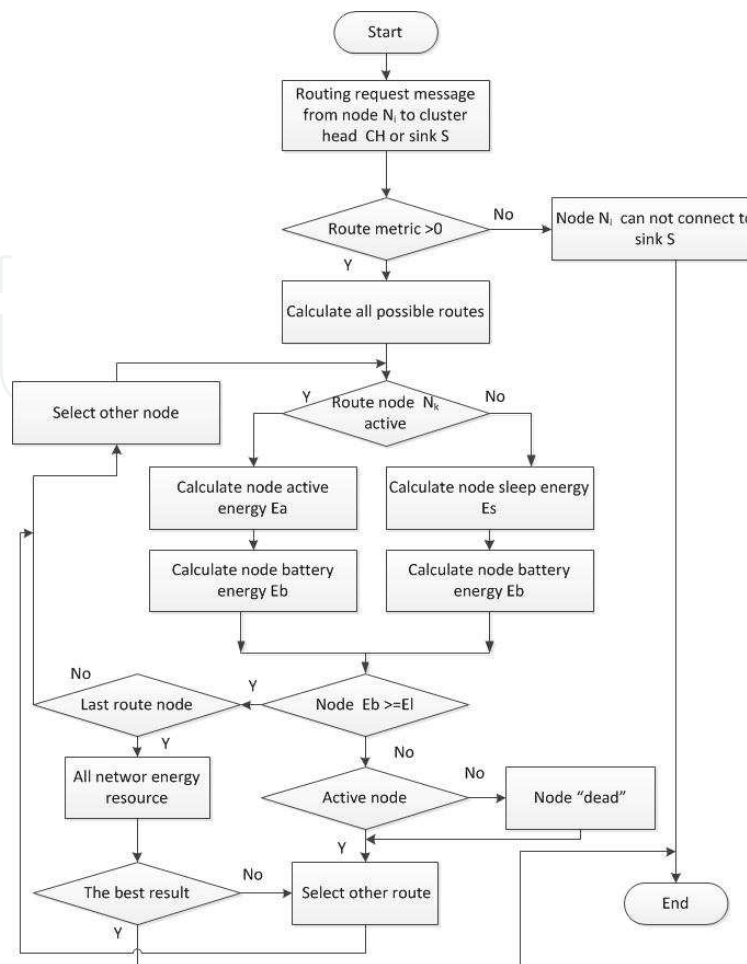 Start
Routing request message
from node Nᵢ to cluster
head CH or sink S
Route metric >0
No
Node Nᵢ can not connect to
sink S
Y
Calculate all possible routes
Select other node
Y
Route node Nₖ
active
No
Calculate node active
energy Ea
Calculate node sleep energy
Es
Calculate node battery
energy Eb
Calculate node battery
energy Eb
No
Last route node
Y
Node Eb >=El
Y
No
All networ energy
resource
Active node
No
Node “dead”
Y
The best result
No
Select other route
End
Y